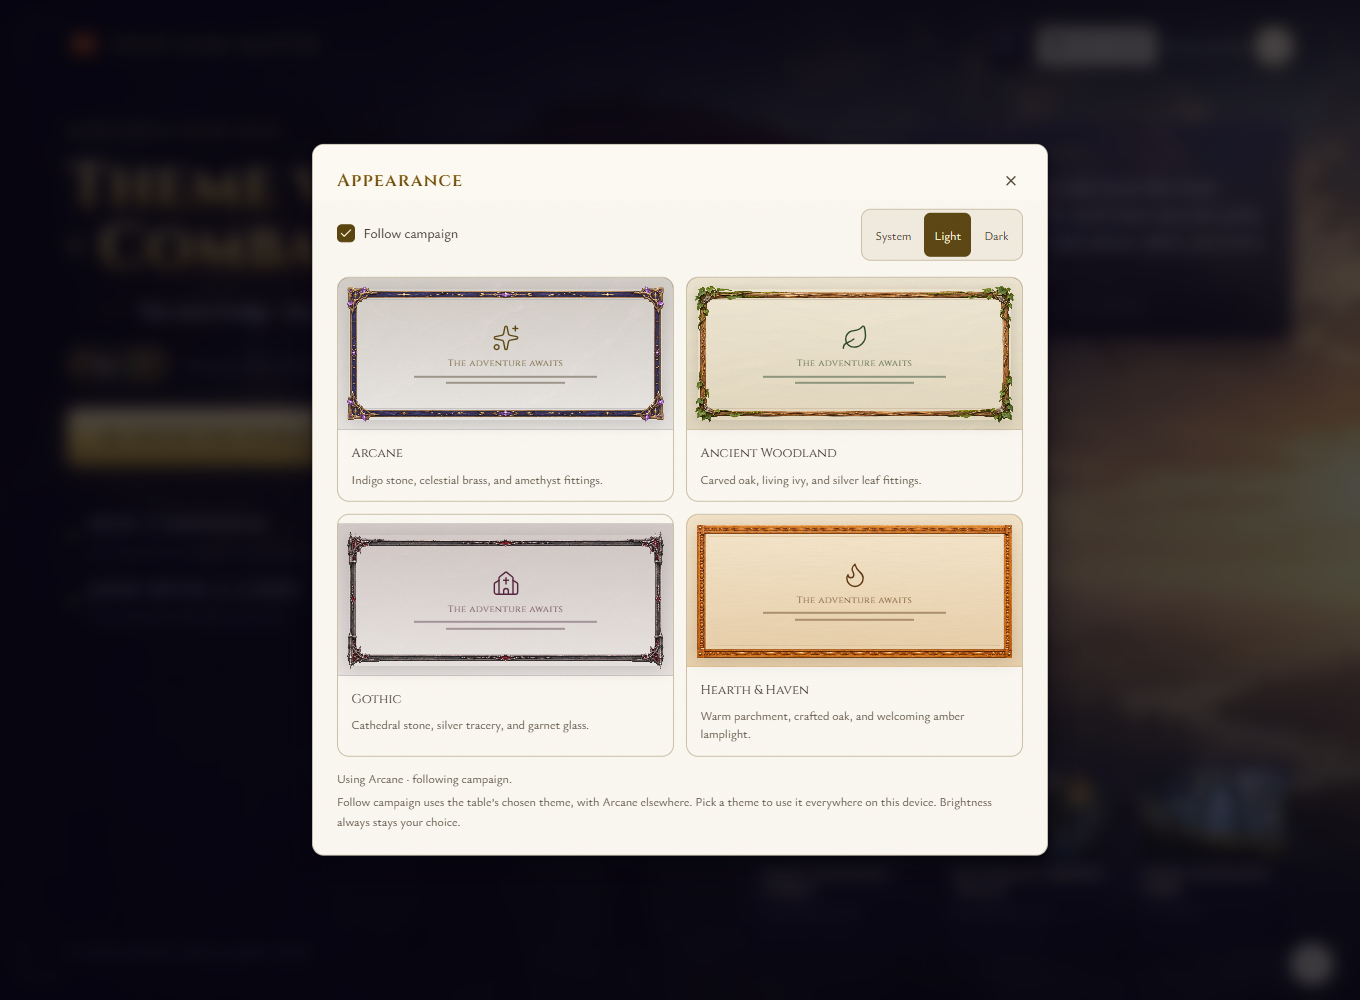 Appearance
Follow campaign
System Light Dark
The adventure awaits
The adventure awaits
Arcane
Indigo stone, celestial brass, and amethyst fittings.
Ancient Woodland
Carved oak, living ivy, and silver leaf fittings.
The adventure awaits
The adventure awaits
Gothic
Cathedral stone, silver tracery, and garnet glass.
Hearth & Haven
Warm parchment, crafted oak, and welcoming amber
lamplight.
Using Arcane · following campaign.
Follow campaign uses the table's chosen theme, with Arcane elsewhere. Pick a theme to use it everywhere on this device. Brightness
always stays your choice.